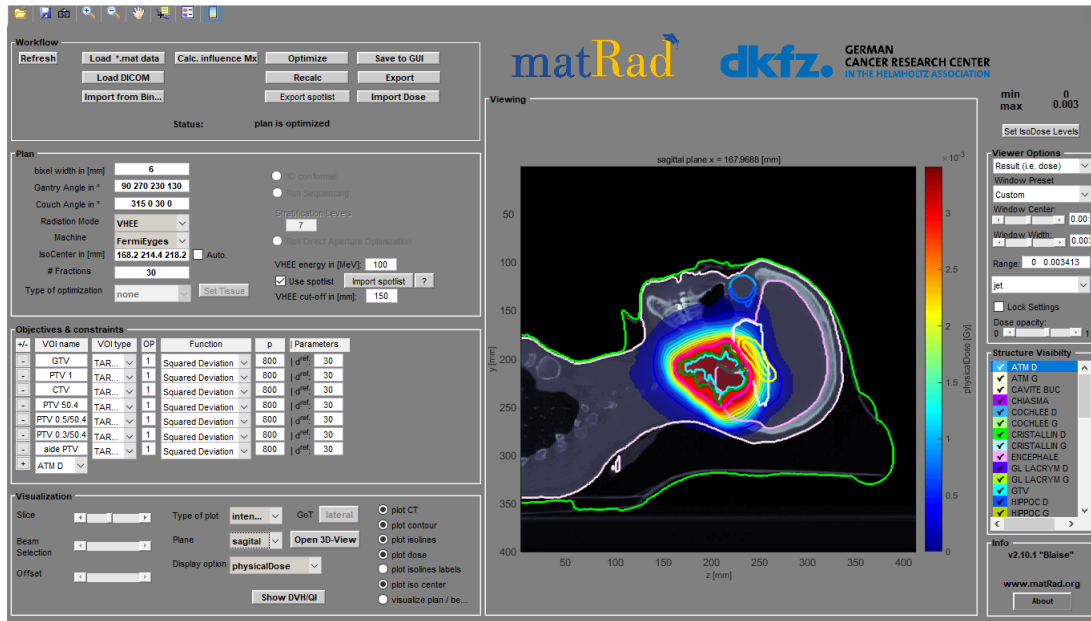 matRad
dkfz.
GERMAN
CANCER RESEARCH CENTER
IN THE HELMHOLTZ ASSOCIATION
Workflow
Refresh
Load *.mat data
Calc. influence Mx
Optimize
Save to GUI
Load DICOM
Recalc
Export
Import from Bin...
Export spotlist
Import Dose
Status:
plan is optimized
Plan
bixel width in [mm] 6
Gantry Angle in ° 90 270 230 130
Couch Angle in ° 315 0 30 0
Radiation Mode VHEE
Machine FermiEyges
IsoCenter in [mm] 168.2 214.4 218.2 Auto.
# Fractions 30
Type of optimization none Set Tissue
3D conformal
Run Sequencing
Stratification Levels
7
Run Direct Aperture Optimization
VHEE energy in [MeV]: 100
Use spotlist Import spotlist ?
VHEE cut-off in [mm]: 150
Objectives & constraints
+/- VOI name VOI type OP Function p | Parameters
- GTV TAR... 1 Squared Deviation 800 | d^ref: 30
- PTV 1 TAR... 1 Squared Deviation 800 | d^ref: 30
- CTV TAR... 1 Squared Deviation 800 | d^ref: 30
- PTV 50.4 TAR... 1 Squared Deviation 800 | d^ref: 30
- PTV 0.5/50.4 TAR... 1 Squared Deviation 800 | d^ref: 30
- PTV 0.3/50.4 TAR... 1 Squared Deviation 800 | d^ref: 30
- aide PTV TAR... 1 Squared Deviation 800 | d^ref: 30
+ ATM D
Visualization
Slice
Beam
Selection
Offset
Type of plot inten... GoT lateral
Plane sagital Open 3D-View
Display option physicalDose
Show DVH/QI
plot CT
plot contour
plot isolines
plot dose
plot isolines labels
plot iso center
visualize plan / be...
Viewing
sagittal plane x = 167.9688 [mm]
50
100
150
200
250
300
350
400
y [mm]
50 100 150 200 250 300 350 400
z [mm]
×10^-3
3
2.5
2
1.5
1
0.5
0
physicalDose [Gy]
min 0
max 0.003
Set IsoDose Levels
Viewer Options
Result (i.e. dose)
Window Preset
Custom
Window Center:
Window Width:
Range: 0 0.003413
jet
Lock Settings
Dose opacity:
0 1
Structure Visibilty
ATM D
ATM G
CAVITE BUC
CHIASMA
COCHLEE D
COCHLEE G
CRISTALLIN D
CRISTALLIN G
ENCEPHALE
GL LACRYM D
GL LACRYM G
GTV
HIPPOC D
HIPPOC G
Info
v2.10.1 "Blaise"
www.matRad.org
About